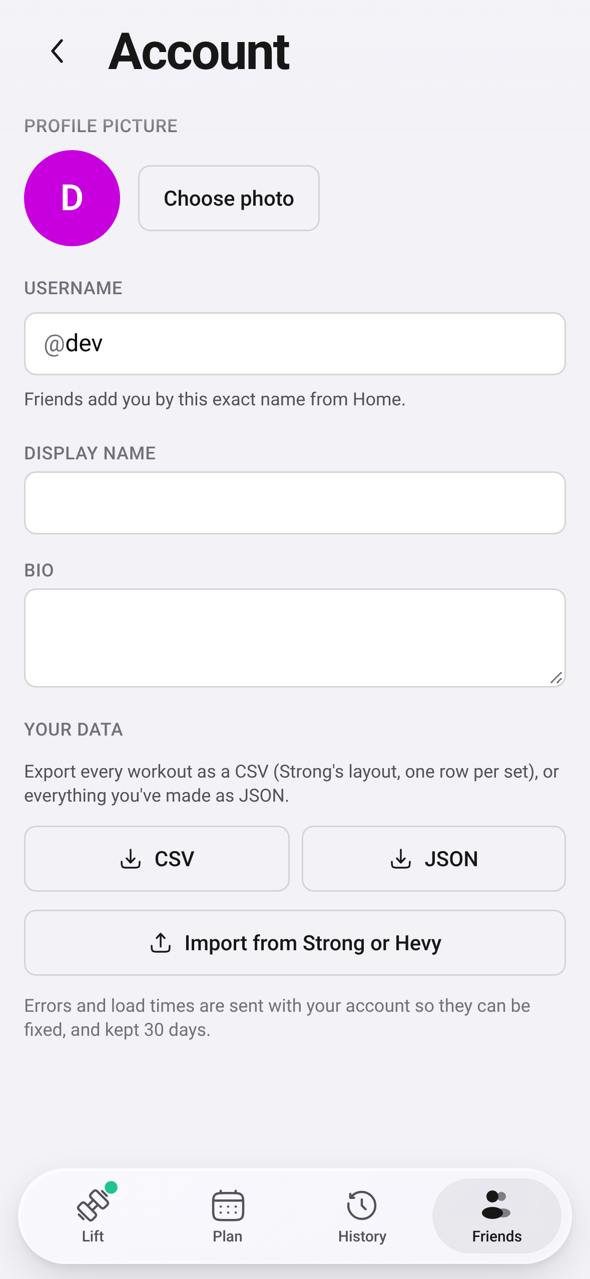 Account
PROFILE PICTURE
D
Choose photo
USERNAME
@dev
Friends add you by this exact name from Home.
DISPLAY NAME
BIO
YOUR DATA
Export every workout as a CSV (Strong's layout, one row per set), or
everything you've made as JSON.
CSV
JSON
Import from Strong or Hevy
Errors and load times are sent with your account so they can be
fixed, and kept 30 days.
Lift
Plan
History
Friends